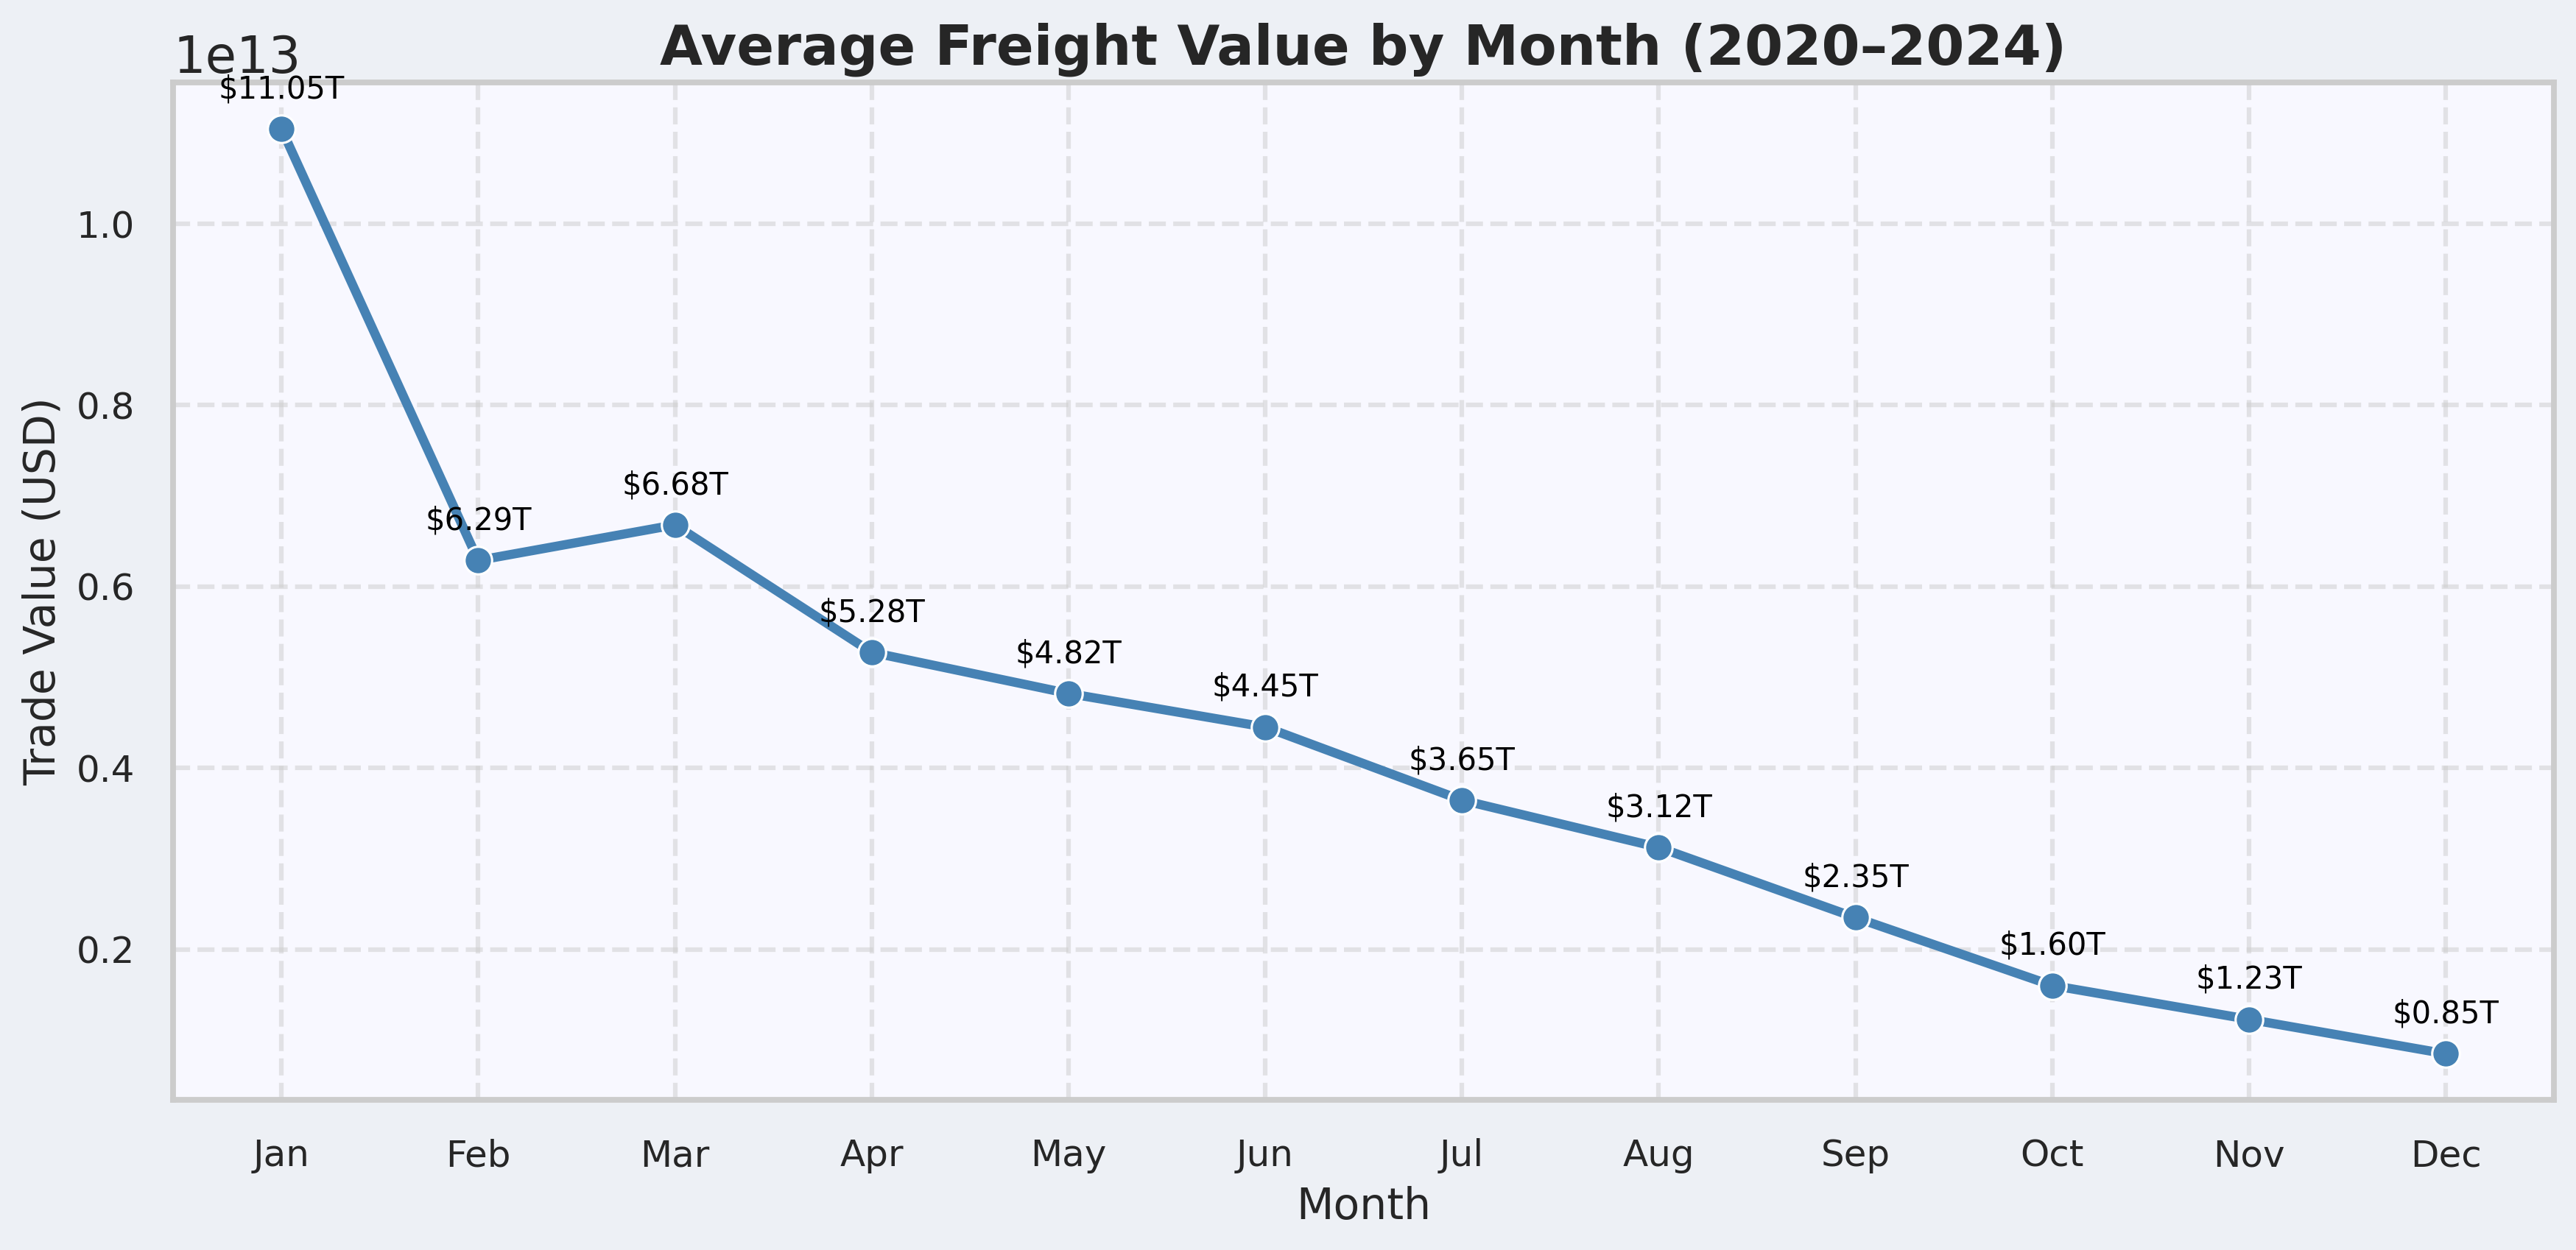 Average Freight Value by Month (2020–2024)
1e13
Trade Value (USD)
1.0
0.8
0.6
0.4
0.2
$11.05T
$6.29T
$6.68T
$5.28T
$4.82T
$4.45T
$3.65T
$3.12T
$2.35T
$1.60T
$1.23T
$0.85T
Jan Feb Mar Apr May Jun Jul Aug Sep Oct Nov Dec
Month